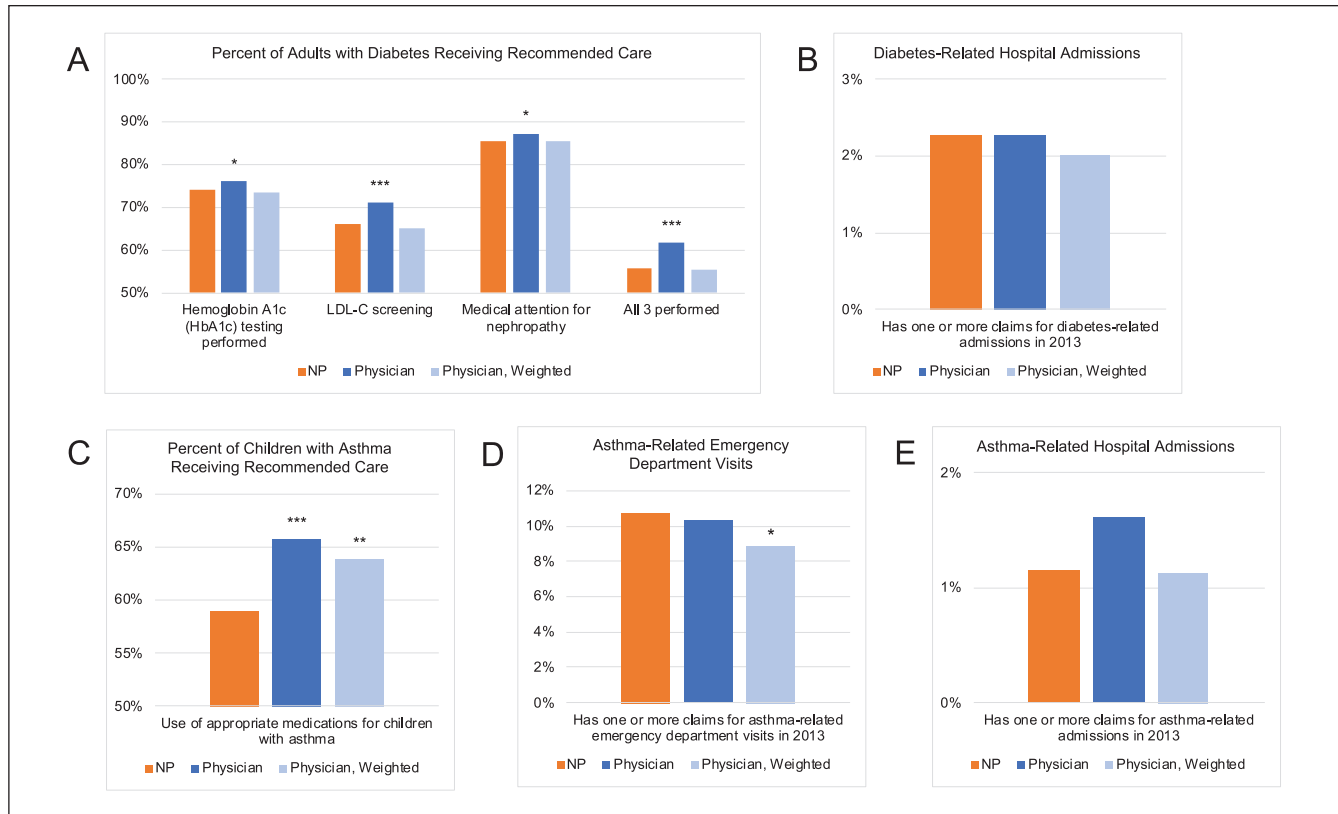 A
Percent of Adults with Diabetes Receiving Recommended Care
100%
90%
80%
70%
60%
50%
*
***
*
***
Hemoglobin A1c
(HbA1c) testing
performed
LDL-C screening
Medical attention for
nephropathy
All 3 performed
NP Physician Physician, Weighted
B
Diabetes-Related Hospital Admissions
3%
2%
1%
0%
Has one or more claims for diabetes-related
admissions in 2013
NP Physician Physician, Weighted
C
Percent of Children with Asthma
Receiving Recommended Care
70%
65%
60%
55%
50%
***
**
Use of appropriate medications for children
with asthma
NP Physician Physician, Weighted
D
Asthma-Related Emergency
Department Visits
12%
10%
8%
6%
4%
2%
0%
*
Has one or more claims for asthma-related
emergency department visits in 2013
NP Physician Physician, Weighted
E
Asthma-Related Hospital Admissions
2%
1%
0%
Has one or more claims for asthma-related
admissions in 2013
NP Physician Physician, Weighted